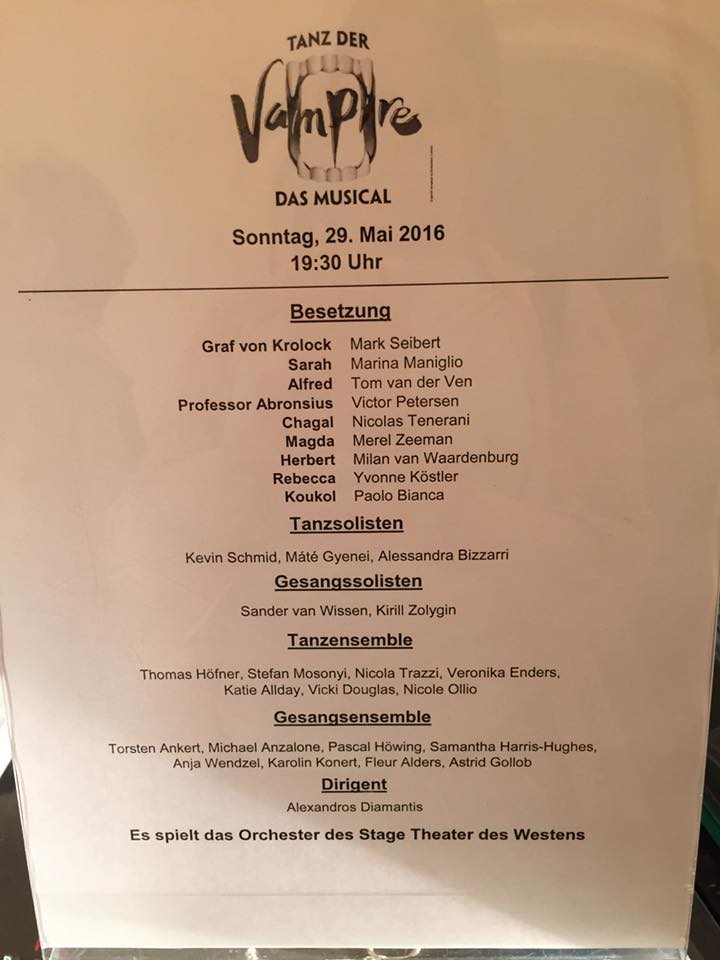 TANZ DER
Vampire
DAS MUSICAL
Sonntag, 29. Mai 2016
19:30 Uhr
Besetzung
Graf von Krolock Mark Seibert
Sarah Marina Maniglio
Alfred Tom van der Ven
Professor Abronsius Victor Petersen
Chagal Nicolas Tenerani
Magda Merel Zeeman
Herbert Milan van Waardenburg
Rebecca Yvonne Köstler
Koukol Paolo Bianca
Tanzsolisten
Kevin Schmid, Máté Gyenei, Alessandra Bizzarri
Gesangssolisten
Sander van Wissen, Kirill Zolygin
Tanzensemble
Thomas Höfner, Stefan Mosonyi, Nicola Trazzi, Veronika Enders,
Katie Allday, Vicki Douglas, Nicole Ollio
Gesangsensemble
Torsten Ankert, Michael Anzalone, Pascal Höwing, Samantha Harris-Hughes,
Anja Wendzel, Karolin Konert, Fleur Alders, Astrid Gollob
Dirigent
Alexandros Diamantis
Es spielt das Orchester des Stage Theater des Westens